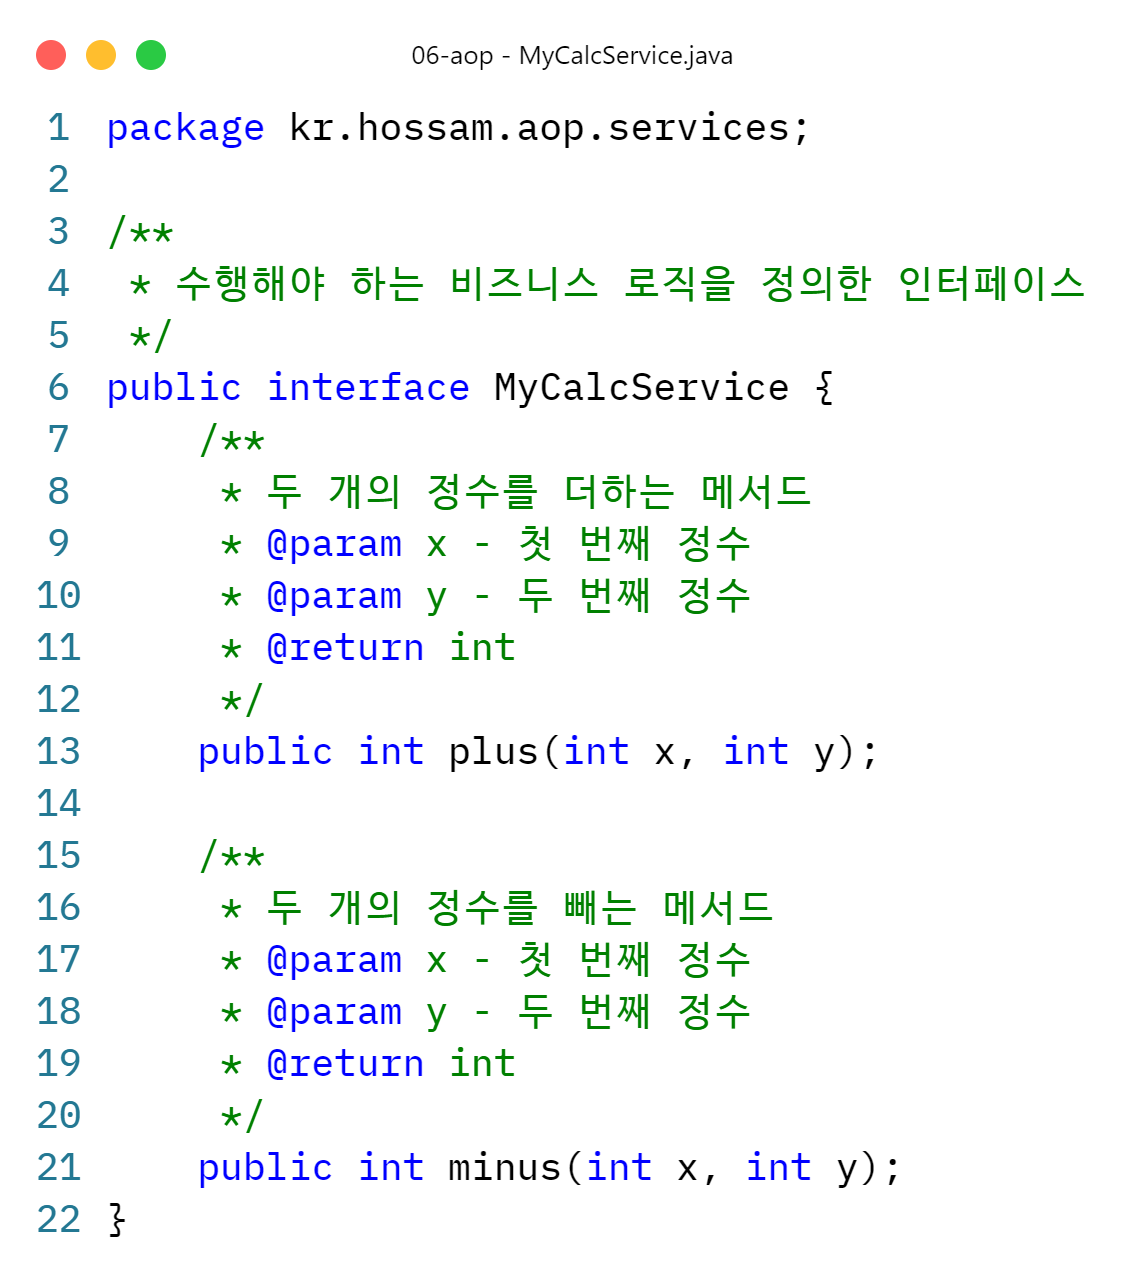 06-aop - MyCalcService.java
1 package kr.hossam.aop.services;
2
3 /**
4  * 수행해야 하는 비즈니스 로직을 정의한 인터페이스
5  */
6 public interface MyCalcService {
7     /**
8      * 두 개의 정수를 더하는 메서드
9      * @param x - 첫 번째 정수
10      * @param y - 두 번째 정수
11      * @return int
12      */
13     public int plus(int x, int y);
14
15     /**
16      * 두 개의 정수를 빼는 메서드
17      * @param x - 첫 번째 정수
18      * @param y - 두 번째 정수
19      * @return int
20      */
21     public int minus(int x, int y);
22 }